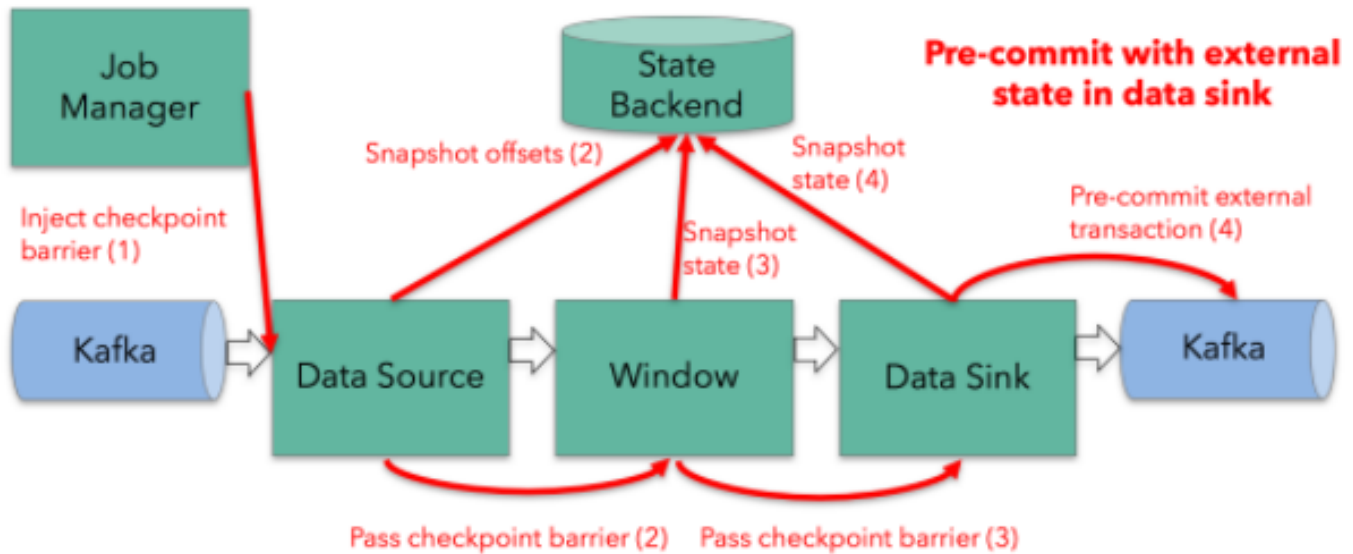 Job
Manager
State
Backend
Pre-commit with external
state in data sink
Snapshot offsets (2)
Snapshot
state (4)
Inject checkpoint
barrier (1)
Snapshot
state (3)
Pre-commit external
transaction (4)
Kafka
Data Source
Window
Data Sink
Kafka
Pass checkpoint barrier (2)
Pass checkpoint barrier (3)